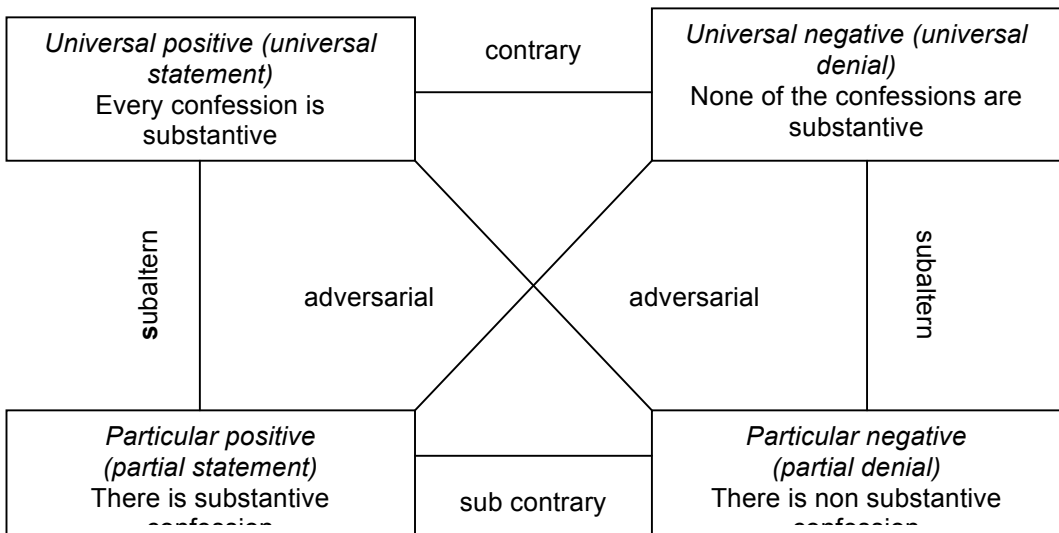 Universal positive (universal
statement)
Every confession is
substantive
contrary
Universal negative (universal
denial)
None of the confessions are
substantive
subaltern
adversarial
adversarial
subaltern
Particular positive
(partial statement)
There is substantive
confession
sub contrary
Particular negative
(partial denial)
There is non substantive
confession